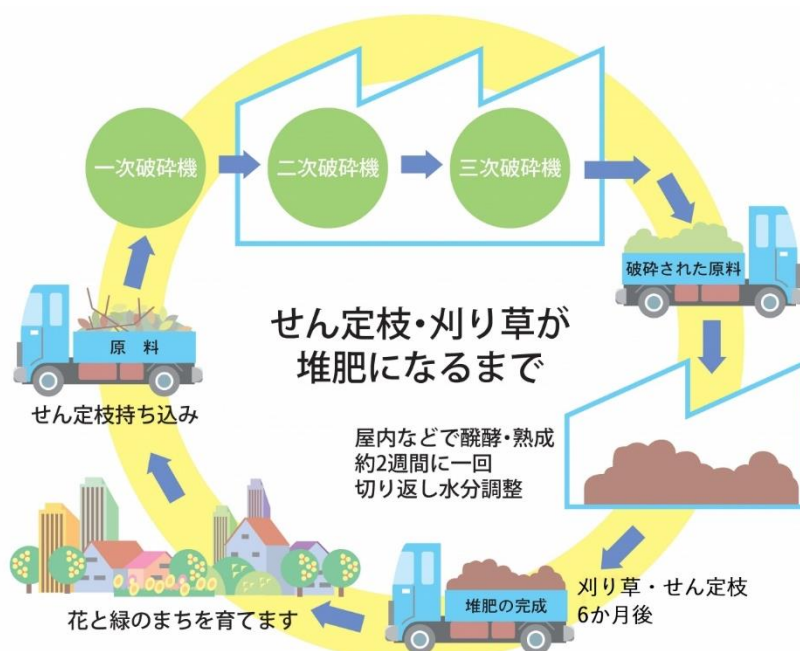 一次破砕機
二次破砕機
三次破砕機
破砕された原料
せん定枝・刈り草が
堆肥になるまで
原 料
せん定枝持ち込み
屋内などで醗酵・熟成
約2週間に一回
切り返し水分調整
刈り草・せん定枝
6か月後
堆肥の完成
花と緑のまちを育てます